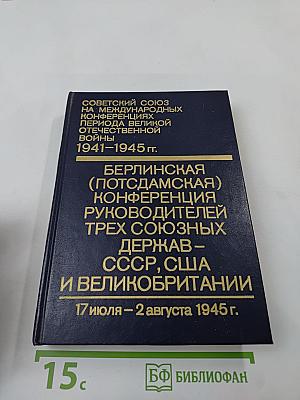 СОВЕТСКИЙ СОЮЗ
НА МЕЖДУНАРОДНЫХ
КОНФЕРЕНЦИЯХ
ПЕРИОДА ВЕЛИКОЙ
ОТЕЧЕСТВЕННОЙ
ВОЙНЫ
1941–1945 гг.
БЕРЛИНСКАЯ
(ПОТСДАМСКАЯ)
КОНФЕРЕНЦИЯ
РУКОВОДИТЕЛЕЙ
ТРЕХ СОЮЗНЫХ
ДЕРЖАВ –
СССР, США
И ВЕЛИКОБРИТАНИИ
17 июля – 2 августа 1945 г.
15с
БФ БИБЛИОФАН